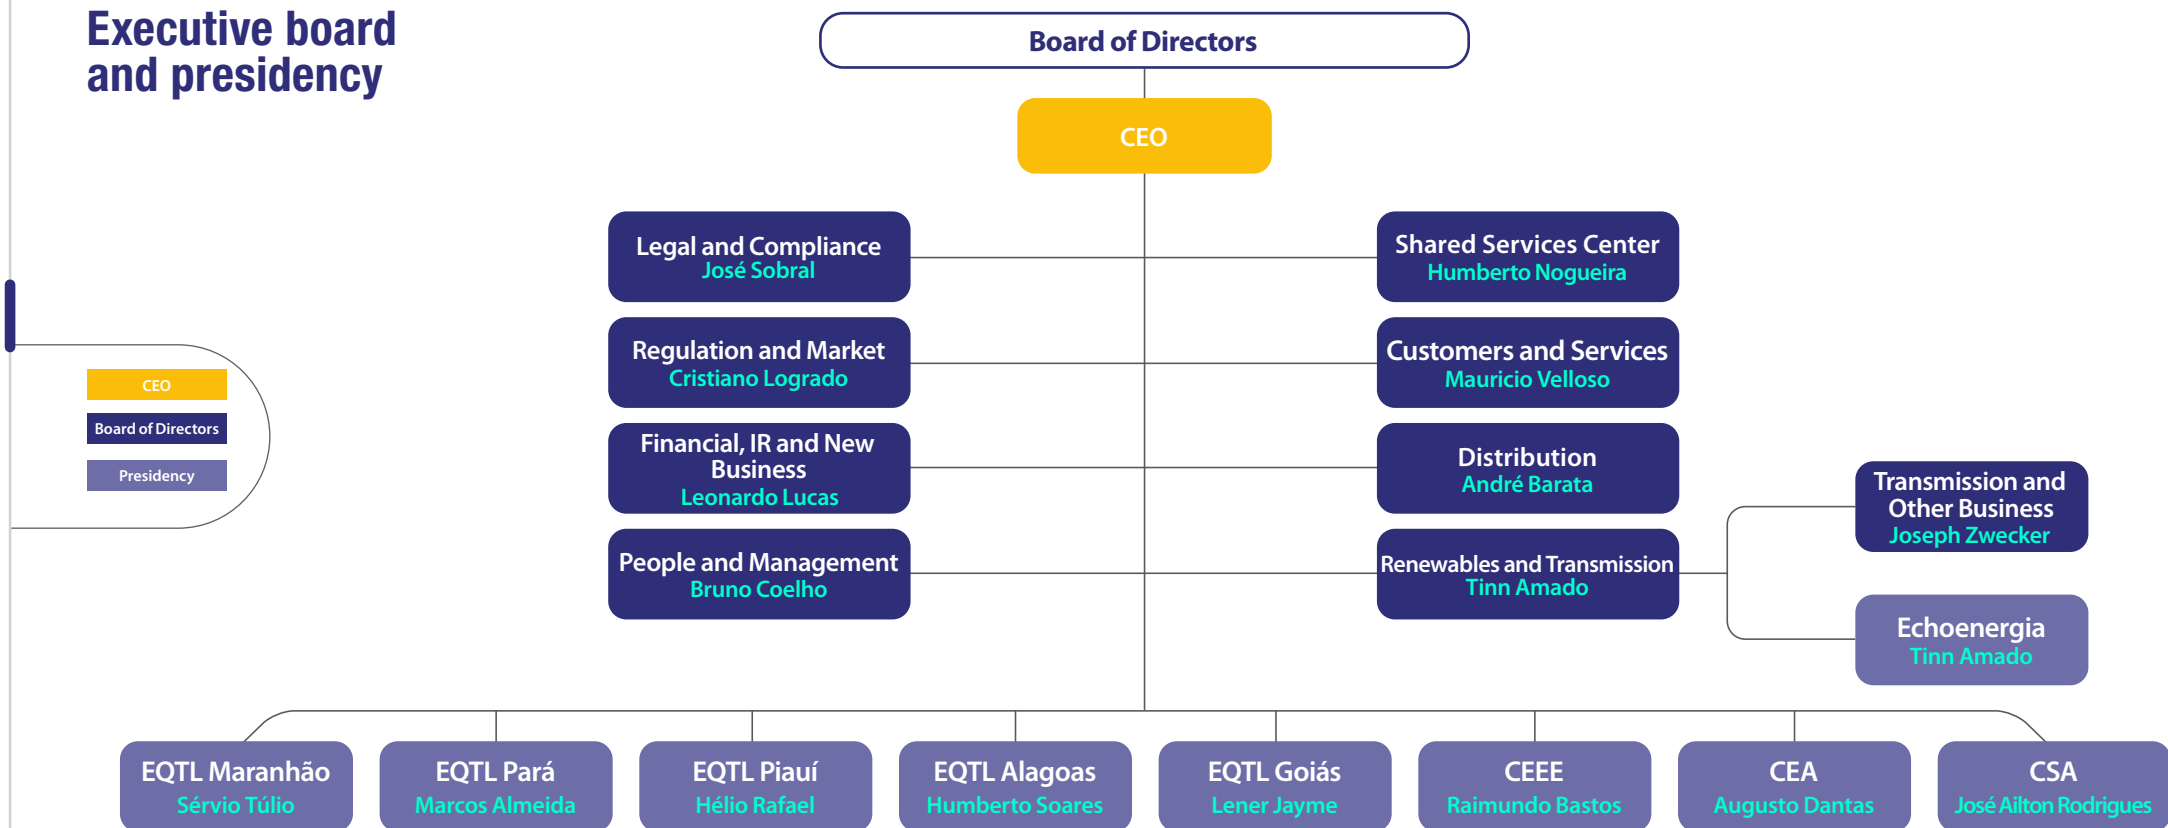 Executive board
and presidency
Board of Directors
CEO
Legal and Compliance
José Sobral
Shared Services Center
Humberto Nogueira
Regulation and Market
Cristiano Logrado
Customers and Services
Mauricio Velloso
CEO
Board of Directors
Presidency
Financial, IR and New
Business
Leonardo Lucas
Distribution
André Barata
Transmission and
Other Business
Joseph Zwecker
People and Management
Bruno Coelho
Renewables and Transmission
Tinn Amado
Echoenergia
Tinn Amado
EQTL Maranhão
Sérvio Túlio
EQTL Pará
Marcos Almeida
EQTL Piauí
Hélio Rafael
EQTL Alagoas
Humberto Soares
EQTL Goiás
Lener Jayme
CEEE
Raimundo Bastos
CEA
Augusto Dantas
CSA
José Ailton Rodrigues